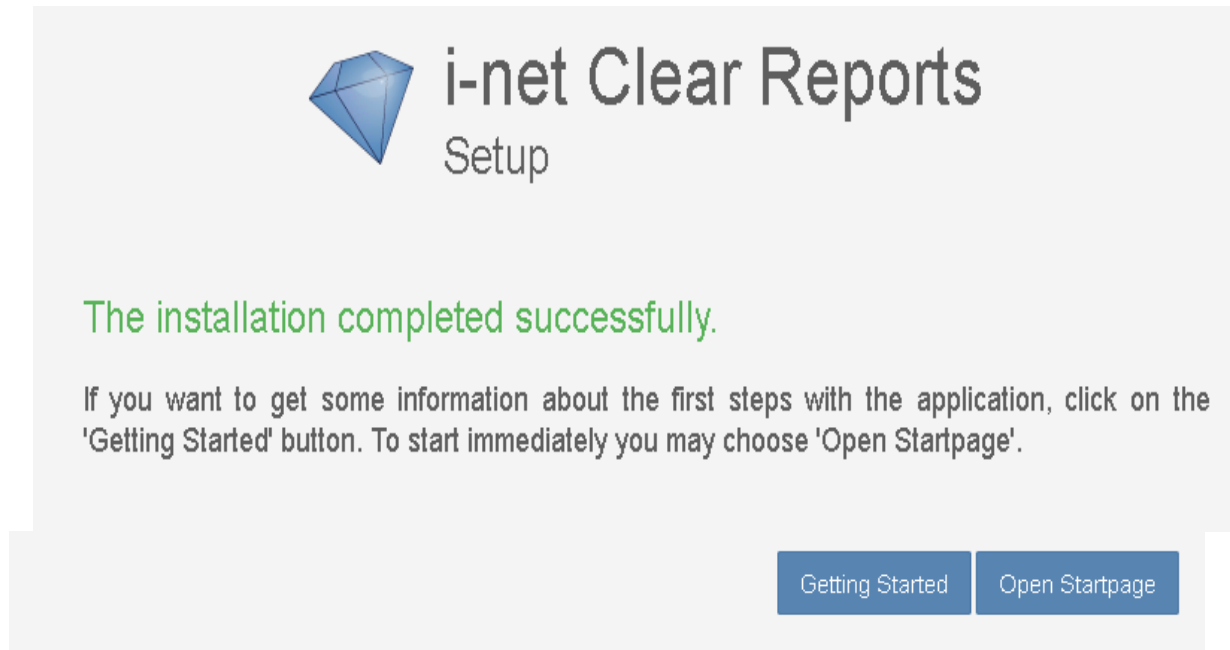 i-net Clear Reports
Setup
The installation completed successfully.
If you want to get some information about the first steps with the application, click on the
'Getting Started' button. To start immediately you may choose 'Open Startpage'.
Getting Started Open Startpage